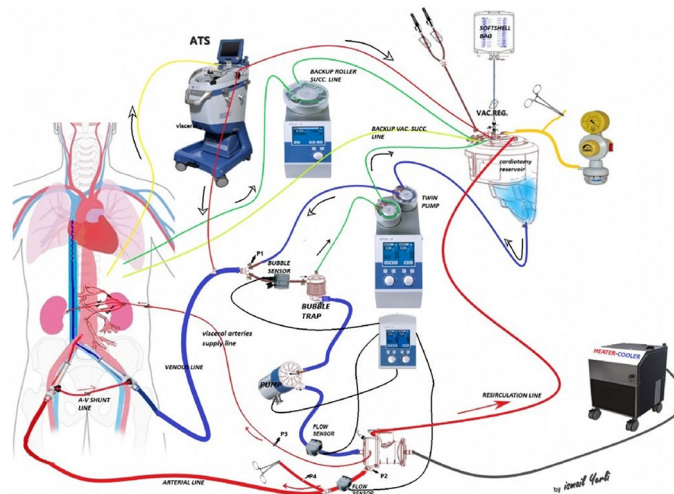 ATS
visceral
BACKUP ROLLER
SUCC. LINE
SOFTSHELL
BAG
VAC.REG.
BACKUP VAC. SUCC.
LINE
cardiotomy
reservoir
TWIN
PUMP
P1
BUBBLE
SENSOR
BUBBLE
TRAP
visceral arteries
supply line
VENOUS LINE
A-V SHUNT
LINE
PUMP
HEATER-COOLER
RESIRCULATION LINE
FLOW
SENSOR
P3
P2
P4
ARTERIAL LINE
FLOW
SENSOR
by ismail Yerli